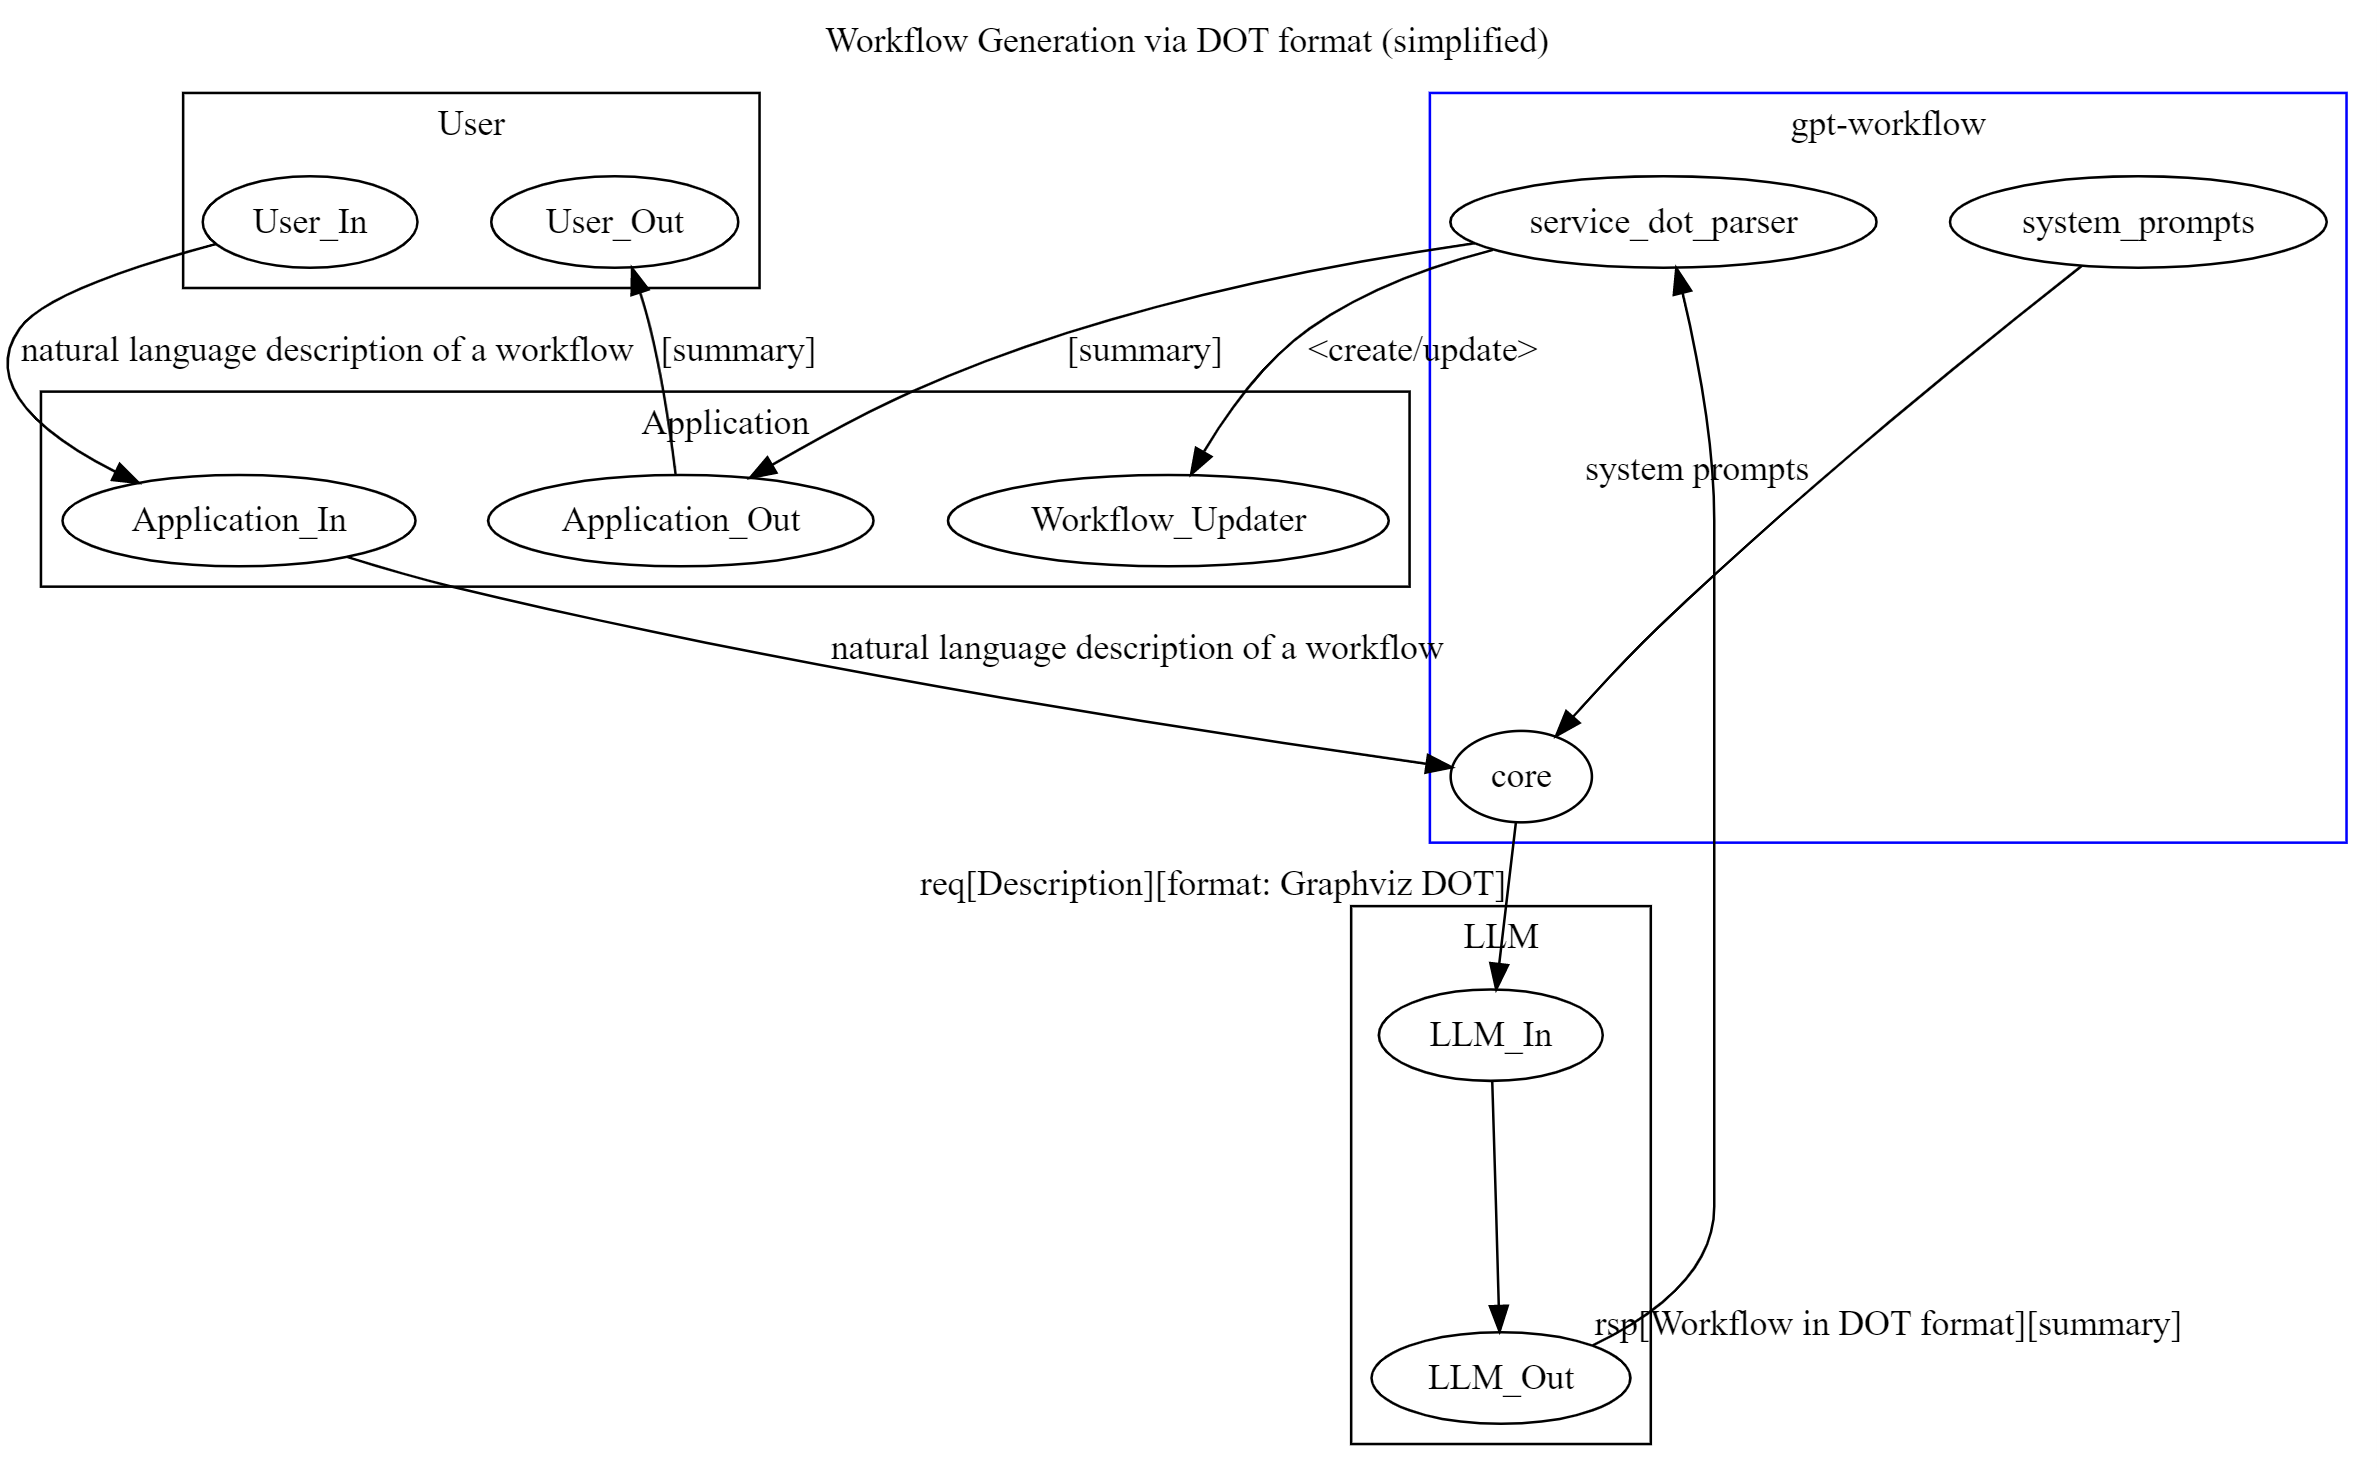 Workflow Generation via DOT format (simplified)
User
gpt-workflow
User_In
User_Out
service_dot_parser
system_prompts
natural language description of a workflow
[summary]
[summary]
<create/update>
Application
system prompts
Application_In
Application_Out
Workflow_Updater
natural language description of a workflow
core
req[Description][format: Graphviz DOT]
LLM
LLM_In
rsp[Workflow in DOT format][summary]
LLM_Out